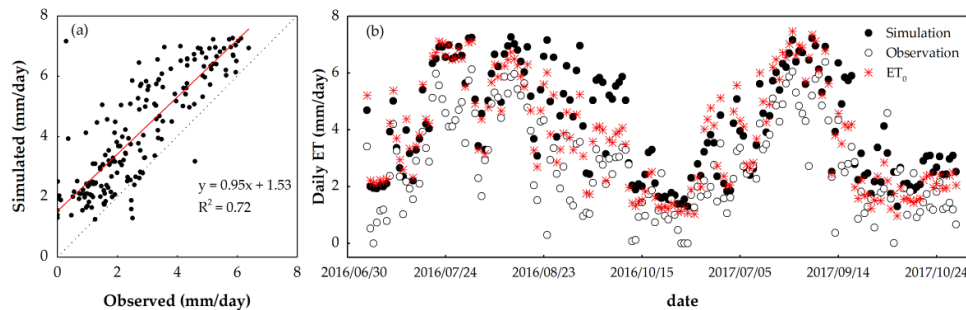 (a)
8
6
4
2
0
Simulated (mm/day)
y = 0.95x + 1.53
R² = 0.72
0 2 4 6 8
Observed (mm/day)
(b)
Simulation
Observation
ET₀
8
6
4
2
0
Daily ET (mm/day)
2016/06/30 2016/07/24 2016/08/23 2016/10/15 2017/07/05 2017/09/14 2017/10/24
date